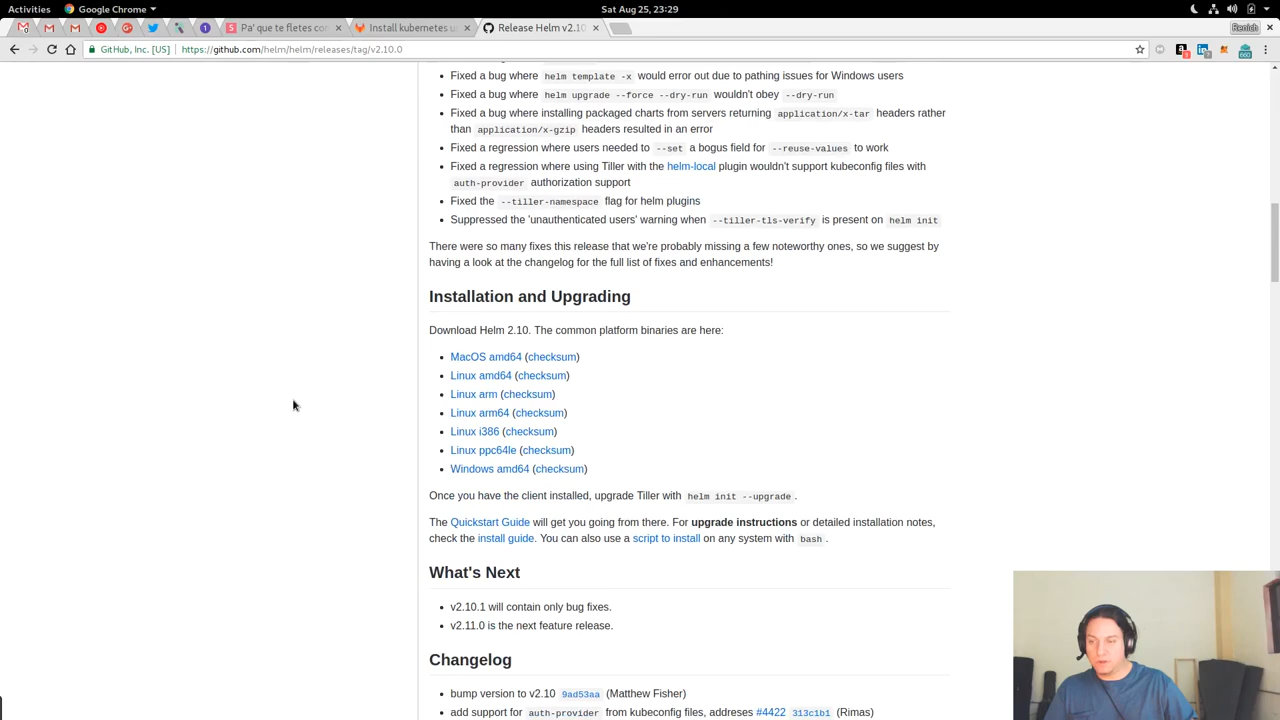 Activities
Google Chrome
Sat Aug 25, 23:29
Pa' que te fletes con
Install kubernetes u
Release Helm v2.10
Renich
GitHub, Inc. [US]
https://github.com/helm/helm/releases/tag/v2.10.0
Fixed a bug where helm template -x would error out due to pathing issues for Windows users
Fixed a bug where helm upgrade --force --dry-run wouldn't obey --dry-run
Fixed a bug where installing packaged charts from servers returning application/x-tar headers rather
than application/x-gzip headers resulted in an error
Fixed a regression where users needed to --set a bogus field for --reuse-values to work
Fixed a regression where using Tiller with the helm-local plugin wouldn't support kubeconfig files with
auth-provider authorization support
Fixed the --tiller-namespace flag for helm plugins
Suppressed the 'unauthenticated users' warning when --tiller-tls-verify is present on helm init
There were so many fixes this release that we're probably missing a few noteworthy ones, so we suggest by
having a look at the changelog for the full list of fixes and enhancements!
Installation and Upgrading
Download Helm 2.10. The common platform binaries are here:
MacOS amd64 (checksum)
Linux amd64 (checksum)
Linux arm (checksum)
Linux arm64 (checksum)
Linux i386 (checksum)
Linux ppc64le (checksum)
Windows amd64 (checksum)
Once you have the client installed, upgrade Tiller with helm init --upgrade.
The Quickstart Guide will get you going from there. For upgrade instructions or detailed installation notes,
check the install guide. You can also use a script to install on any system with bash.
What's Next
v2.10.1 will contain only bug fixes.
v2.11.0 is the next feature release.
Changelog
bump version to v2.10 9ad53aa (Matthew Fisher)
add support for auth-provider from kubeconfig files, addreses #4422 313c1b1 (Rimas)